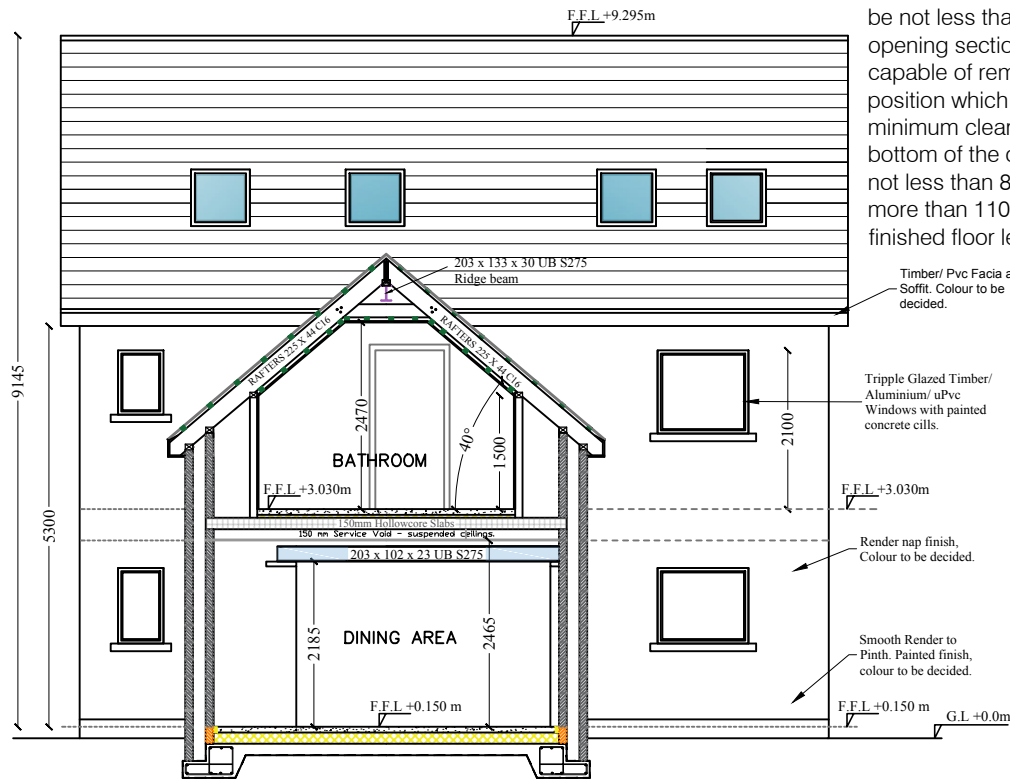 F.F.L +9.295m
be not less tha
opening sectio
capable of rem
position which
minimum clear
bottom of the o
not less than 8
more than 110
finished floor le
203 x 133 x 30 UB S275
Ridge beam
Timber/ Pvc Facia a
Soffit. Colour to be
decided.
RAFTERS 225 X 44 C16
RAFTERS 225 X 44 C16
9145
5300
2470
40°
1500
2100
Tripple Glazed Timber/
Aluminium/ uPvc
Windows with painted
concrete cills.
BATHROOM
F.F.L +3.030m
F.F.L +3.030m
150mm Hollowcore Slabs
150 mm Service Void - suspended ceilings.
203 x 102 x 23 UB S275
Render nap finish,
Colour to be decided.
2185
DINING AREA
2465
Smooth Render to
Pinth. Painted finish,
colour to be decided.
F.F.L +0.150 m
F.F.L +0.150 m
G.L +0.0m